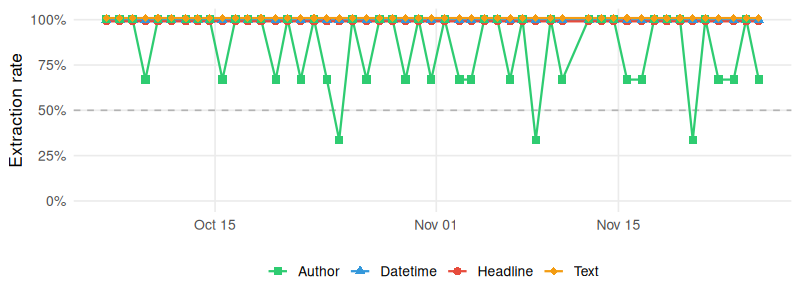 Extraction rate
100%
75%
50%
25%
0%
Oct 15
Nov 01
Nov 15
Author
Datetime
Headline
Text